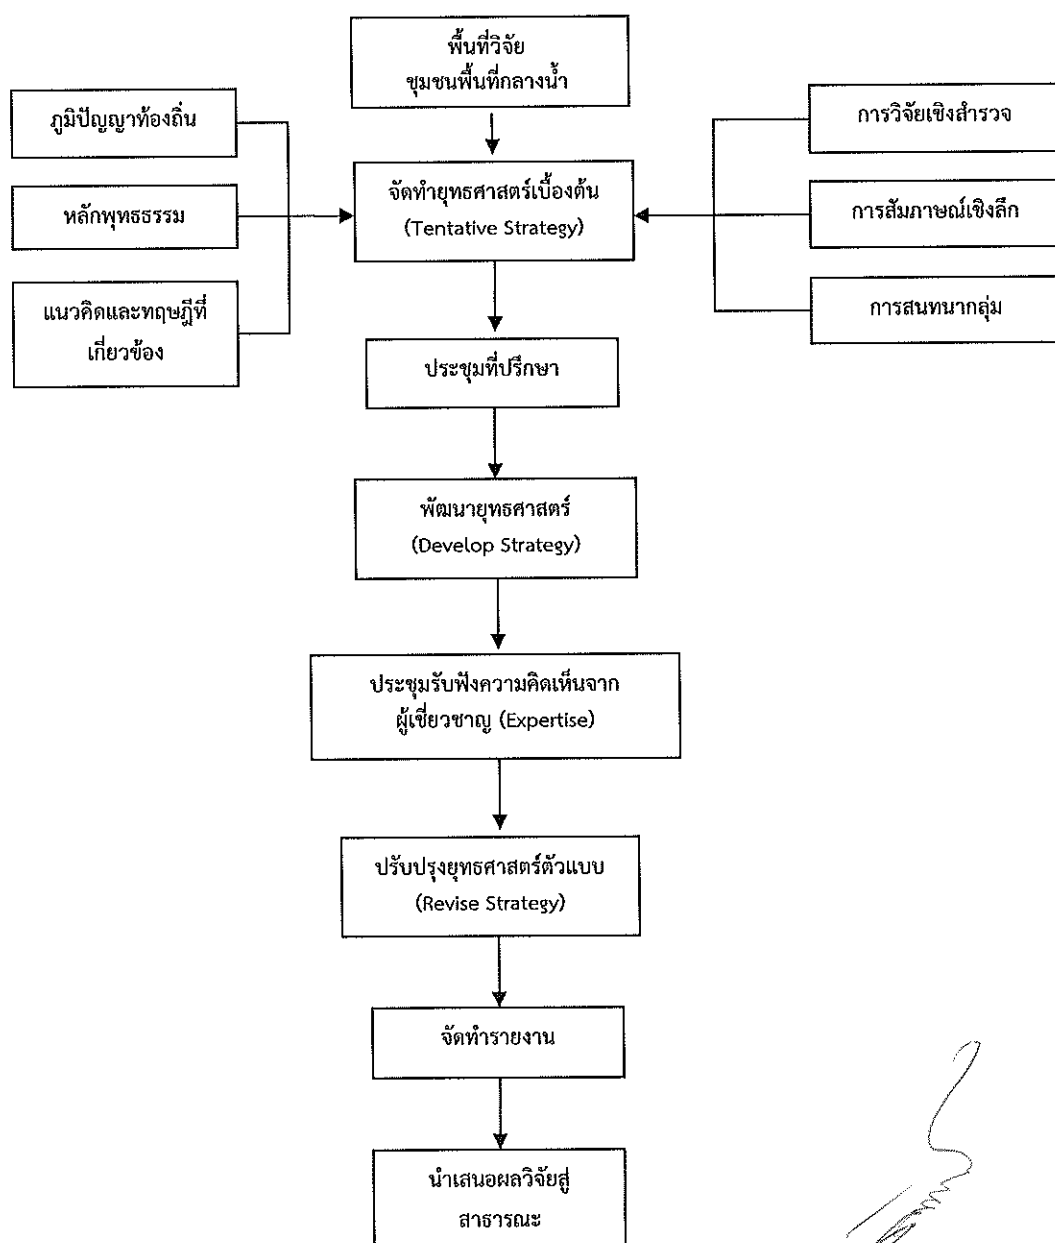 พื้นที่วิจัย
ชุมชนพื้นที่กลางน้ำ
ภูมิปัญญาท้องถิ่น
หลักพุทธธรรม
แนวคิดและทฤษฎีที่
เกี่ยวข้อง
จัดทำยุทธศาสตร์เบื้องต้น
(Tentative Strategy)
การวิจัยเชิงสำรวจ
การสัมภาษณ์เชิงลึก
การสนทนากลุ่ม
ประชุมที่ปรึกษา
พัฒนายุทธศาสตร์
(Develop Strategy)
ประชุมรับฟังความคิดเห็นจาก
ผู้เชี่ยวชาญ (Expertise)
ปรับปรุงยุทธศาสตร์ตัวแบบ
(Revise Strategy)
จัดทำรายงาน
นำเสนอผลวิจัยสู่
สาธารณะ